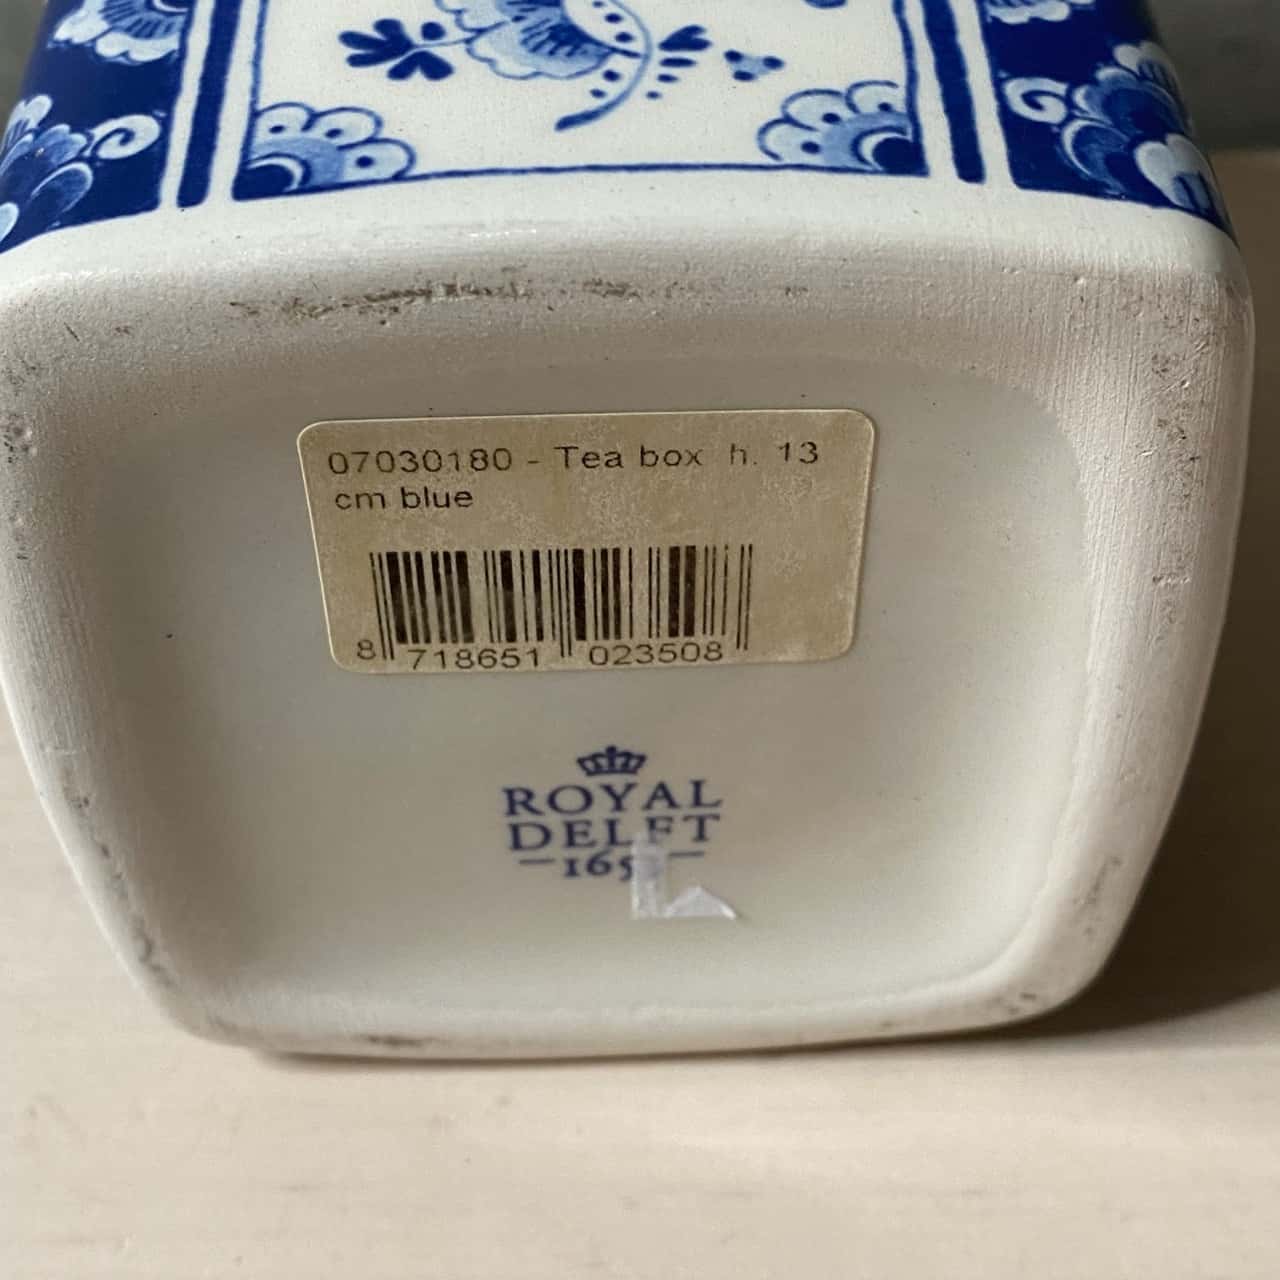 07030180 - Tea box h. 13
cm blue
8 718651 023508
ROYAL
DELFT